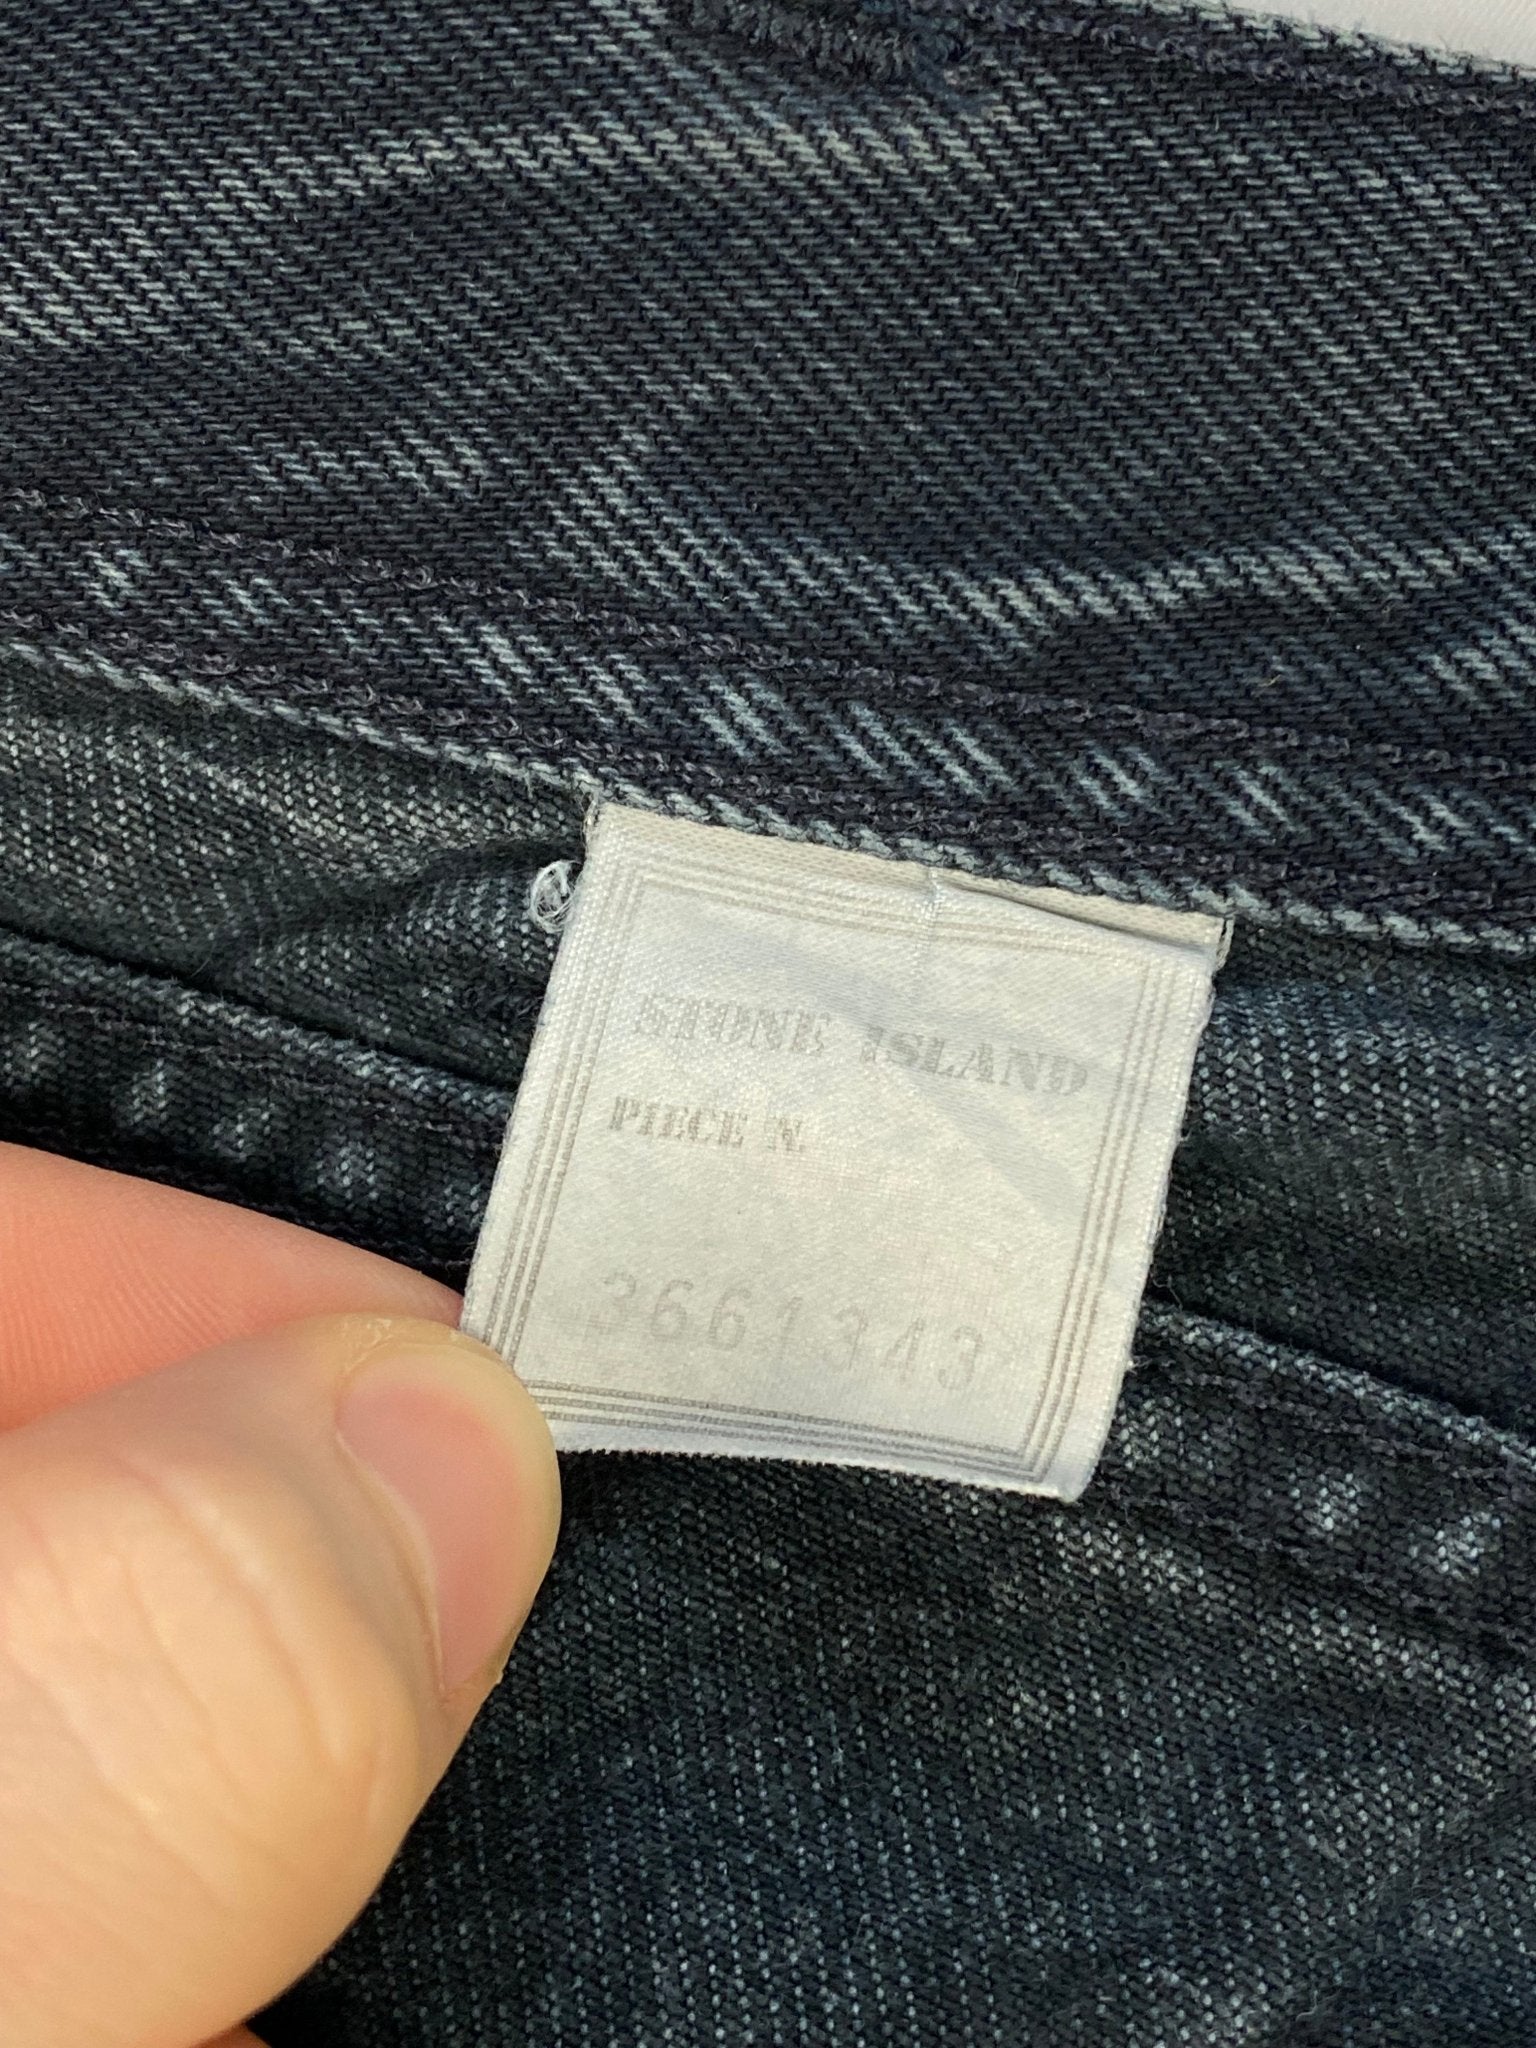 STONE ISLAND
PIECE N.
3661343